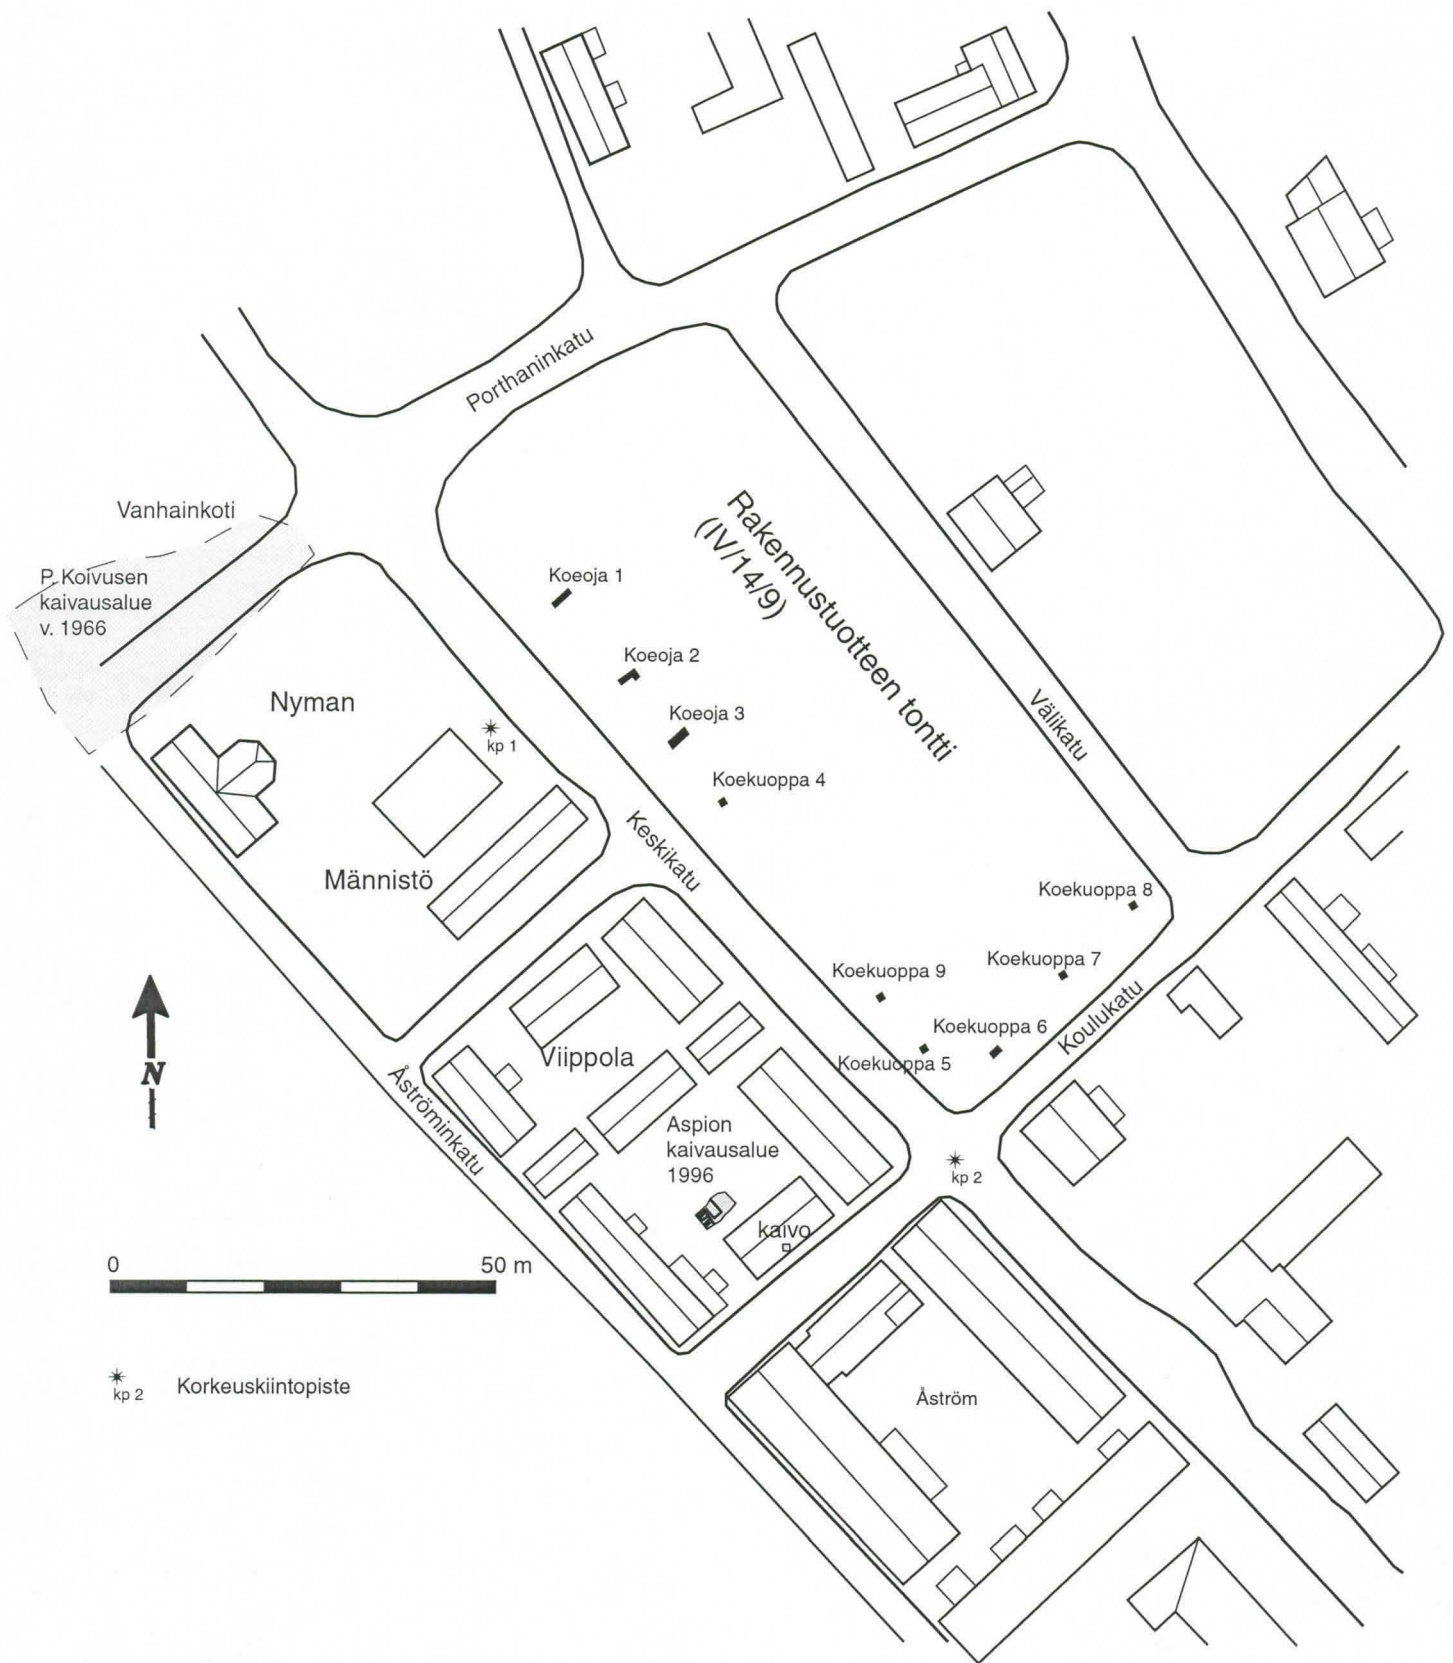 Porthaninkatu
Vanhainkoti
P. Koivusen
kaivausalue
v. 1966
Rakennustuotteen tontti
(IV/14/9)
Koeoja 1
Koeoja 2
Koeoja 3
Koekuoppa 4
Nyman
kp 1
Männistö
Keskikatu
Välikatu
Koekuoppa 8
Koekuoppa 9
Koekuoppa 7
Koekuoppa 6
Koekuoppa 5
Koulukatu
N
Viippola
Åströminkatu
Aspion
kaivausalue
1996
kp 2
kaivo
0 50 m
kp 2 Korkeuskiintopiste
Åström